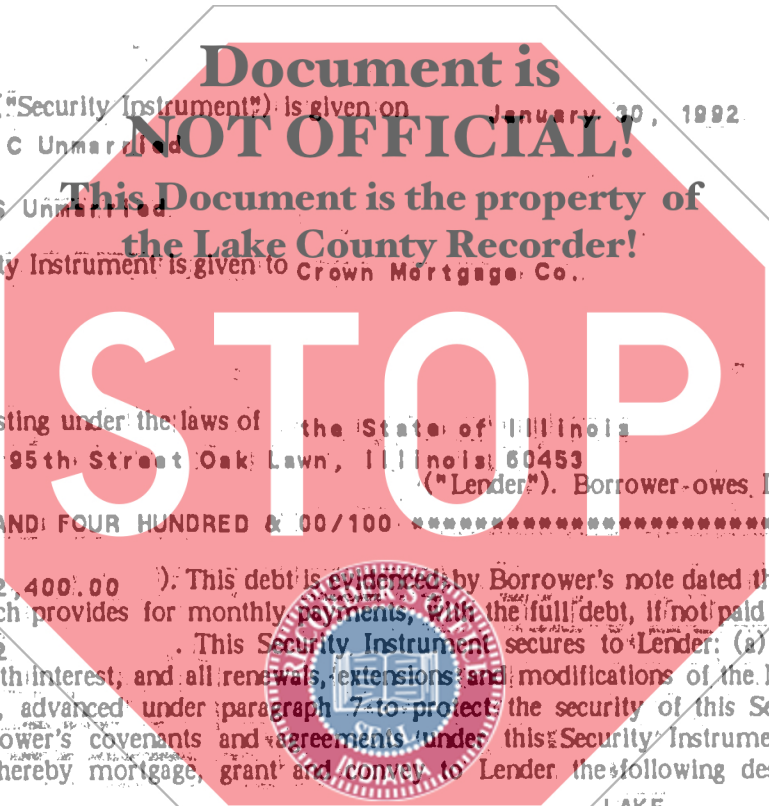 Document is
("Security Instrument") is given on January 30, 1992
C Unmarried
NOT OFFICIAL!
This Document is the property of
S Unmarried
the Lake County Recorder!
ty Instrument is given to Crown Mortgage Co.
STOP
sting under the laws of the State of Illinois
95th Street Oak Lawn, Illinois 60453
("Lender"). Borrower owes
AND FOUR HUNDRED & 00/100 **************************
2,400.00 ). This debt is evidenced by Borrower's note dated th
ch provides for monthly payments, with the full debt, if not paid
2 . This Security Instrument secures to Lender: (a)
th interest, and all renewals, extensions and modifications of the
, advanced under paragraph 7 to protect the security of this Se
ower's covenants and agreements under this Security Instrume
hereby mortgage, grant and convey to Lender the following des
RECORDER'S OFFICE
SEAL
LAKE